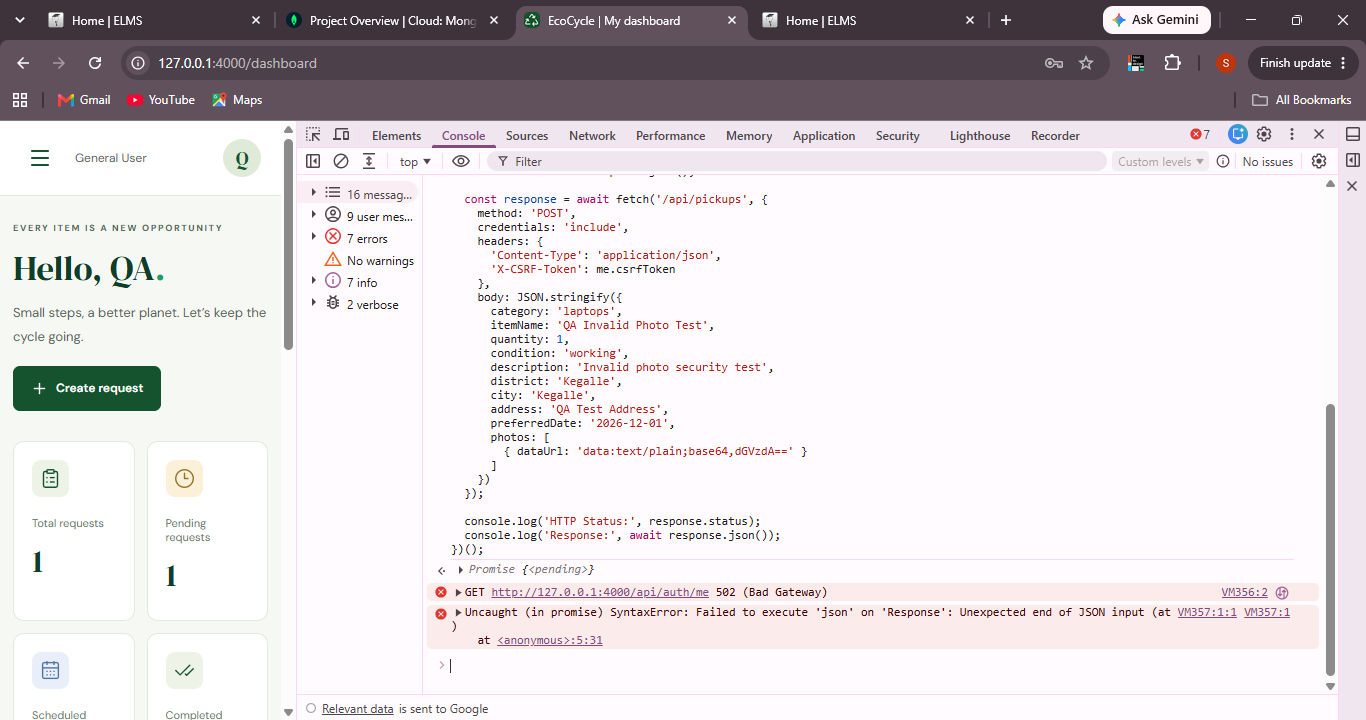 Home | ELMS
Project Overview | Cloud: Mong
EcoCycle | My dashboard
Home | ELMS
Ask Gemini
127.0.0.1:4000/dashboard
S
Finish update
Gmail
YouTube
Maps
All Bookmarks
General User
Q
EVERY ITEM IS A NEW OPPORTUNITY
Hello, QA.
Small steps, a better planet. Let's keep the
cycle going.
+ Create request
Total requests
1
Pending
requests
1
Scheduled
Completed
Elements
Console
Sources
Network
Performance
Memory
Application
Security
Lighthouse
Recorder
7
top
Filter
Custom levels
No issues
16 messag...
9 user mes...
7 errors
No warnings
7 info
2 verbose
const response = await fetch('/api/pickups', {
method: 'POST',
credentials: 'include',
headers: {
'Content-Type': 'application/json',
'X-CSRF-Token': me.csrfToken
},
body: JSON.stringify({
category: 'laptops',
itemName: 'QA Invalid Photo Test',
quantity: 1,
condition: 'working',
description: 'Invalid photo security test',
district: 'Kegalle',
city: 'Kegalle',
address: 'QA Test Address',
preferredDate: '2026-12-01',
photos: [
{ dataUrl: 'data:text/plain;base64,dGVzdA==' }
]
})
});
console.log('HTTP Status:', response.status);
console.log('Response:', await response.json());
})();
Promise {<pending>}
GET http://127.0.0.1:4000/api/auth/me 502 (Bad Gateway) VM356:2
Uncaught (in promise) SyntaxError: Failed to execute 'json' on 'Response': Unexpected end of JSON input (at VM357:1:1 VM357:1
)
at <anonymous>:5:31
Relevant data is sent to Google